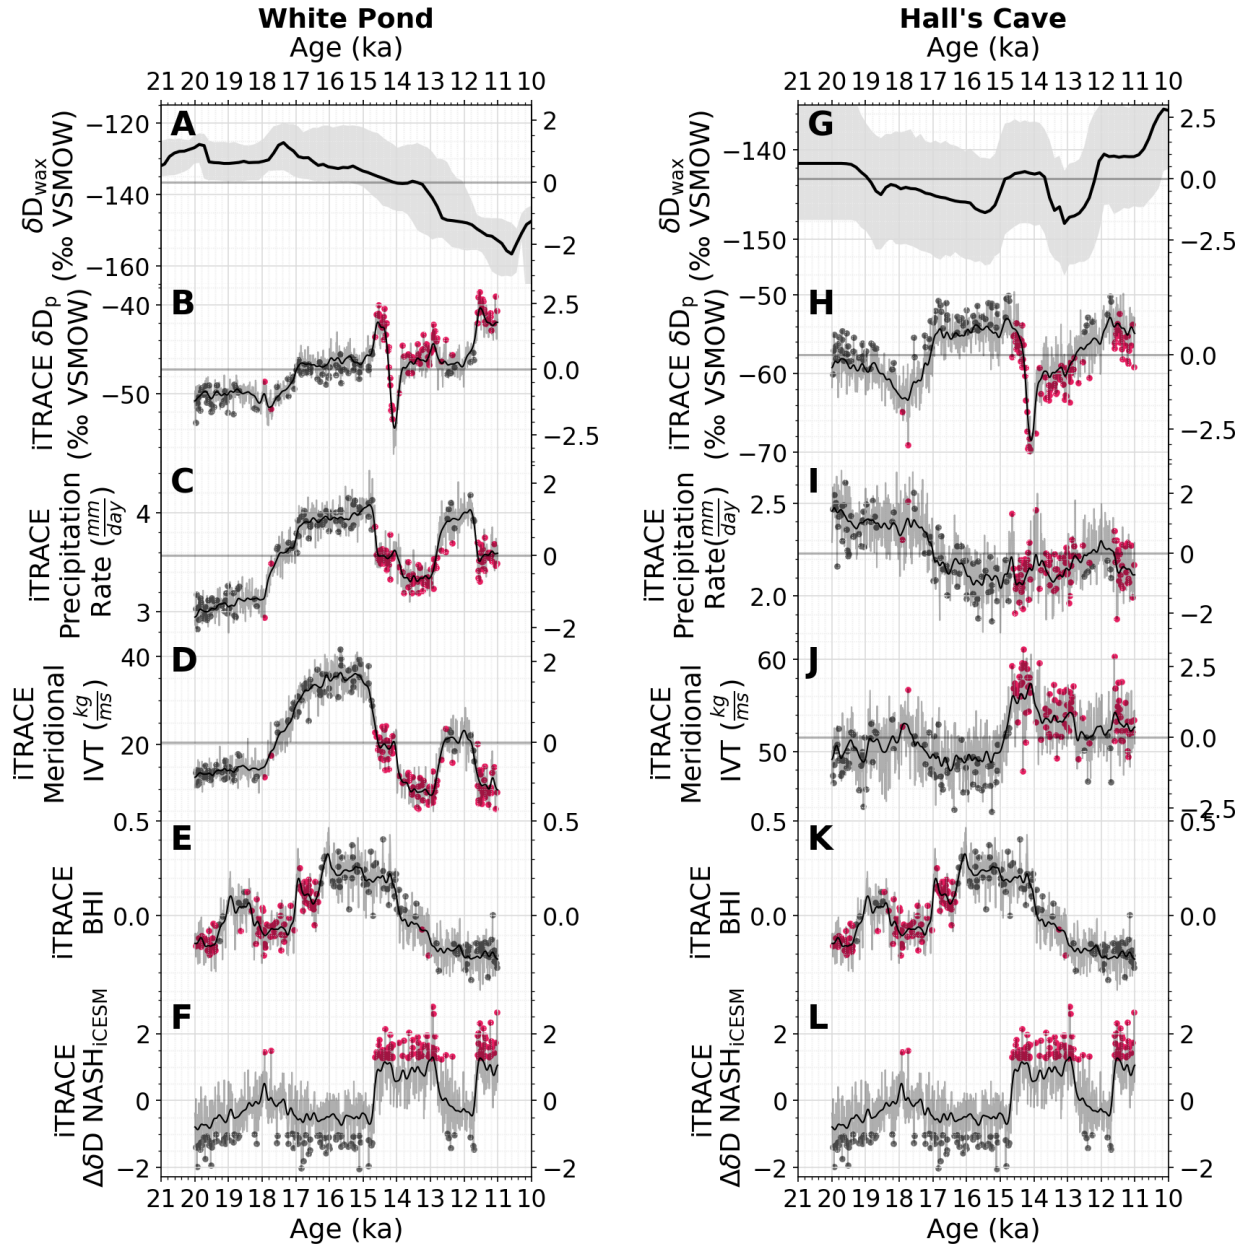 White Pond
Age (ka)
21 20 19 18 17 16 15 14 13 12 11 10
A
δD_wax
(‰ VSMOW)
−120
−140
−160
2
0
−2
B
iTRACE δD_p
(‰ VSMOW)
−40
−50
2.5
0.0
−2.5
C
iTRACE
Precipitation
Rate (mm/day)
4
3
2
0
−2
D
iTRACE
Meridional
IVT (kg/ms)
40
20
2
0
E
iTRACE
BHI
0.5
0.0
0.5
0.0
F
iTRACE
ΔδD NASH_iCESM
2
0
−2
2
0
−2
21 20 19 18 17 16 15 14 13 12 11 10
Age (ka)
Hall's Cave
Age (ka)
21 20 19 18 17 16 15 14 13 12 11 10
G
δD_wax
(‰ VSMOW)
−140
−150
2.5
0.0
−2.5
H
iTRACE δD_p
(‰ VSMOW)
−50
−60
−70
2.5
0.0
−2.5
I
iTRACE
Precipitation
Rate(mm/day)
2.5
2.0
2
0
−2
J
iTRACE
Meridional
IVT (kg/ms)
60
50
2.5
0.0
−2.5
K
iTRACE
BHI
0.5
0.0
0.5
0.0
L
iTRACE
ΔδD NASH_iCESM
2
0
−2
2
0
−2
21 20 19 18 17 16 15 14 13 12 11 10
Age (ka)